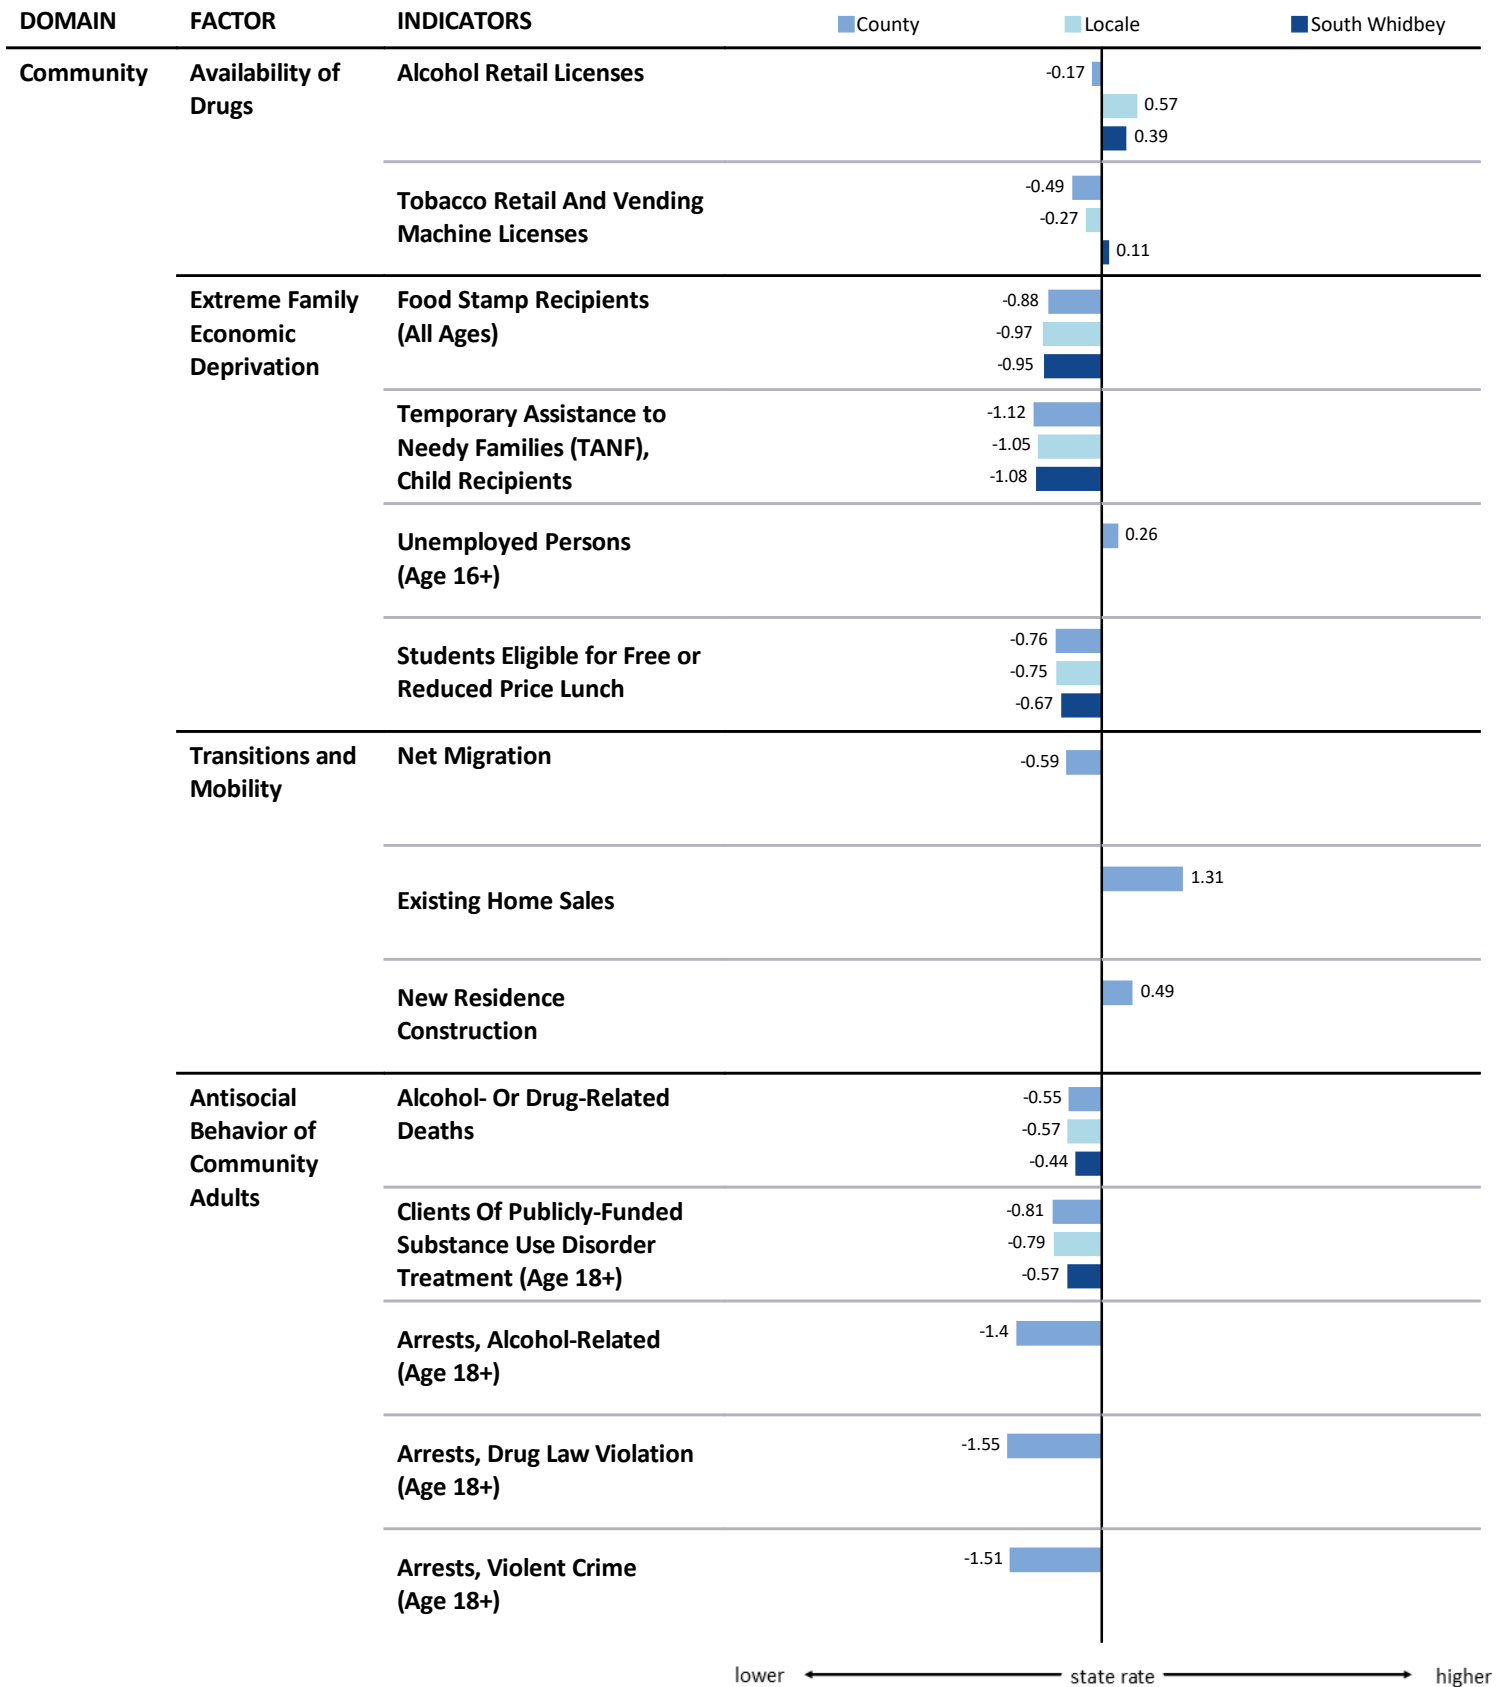 DOMAIN FACTOR INDICATORS County Locale South Whidbey
Community Availability of Drugs
Alcohol Retail Licenses
-0.17
0.57
0.39
Tobacco Retail And Vending
Machine Licenses
-0.49
-0.27
0.11
Extreme Family
Economic
Deprivation
Food Stamp Recipients
(All Ages)
-0.88
-0.97
-0.95
Temporary Assistance to
Needy Families (TANF),
Child Recipients
-1.12
-1.05
-1.08
Unemployed Persons
(Age 16+)
0.26
Students Eligible for Free or
Reduced Price Lunch
-0.76
-0.75
-0.67
Transitions and
Mobility
Net Migration
-0.59
Existing Home Sales
1.31
New Residence
Construction
0.49
Antisocial
Behavior of
Community
Adults
Alcohol- Or Drug-Related
Deaths
-0.55
-0.57
-0.44
Clients Of Publicly-Funded
Substance Use Disorder
Treatment (Age 18+)
-0.81
-0.79
-0.57
Arrests, Alcohol-Related
(Age 18+)
-1.4
Arrests, Drug Law Violation
(Age 18+)
-1.55
Arrests, Violent Crime
(Age 18+)
-1.51
lower state rate higher